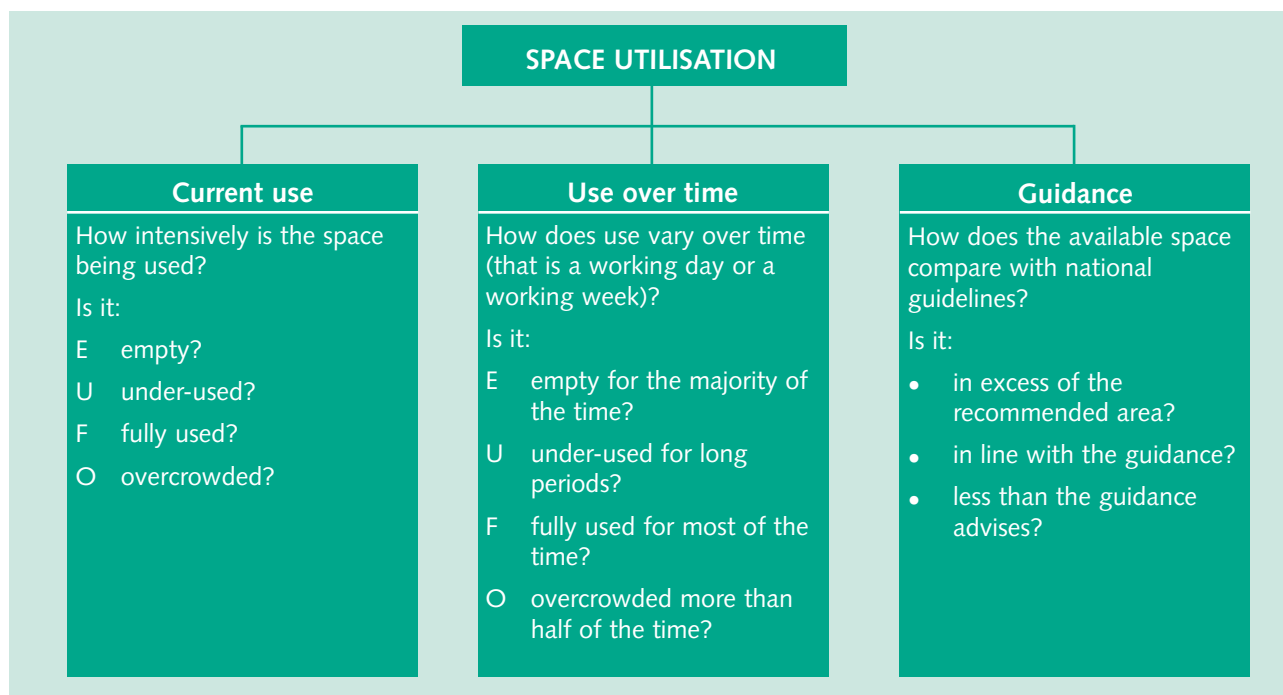 SPACE UTILISATION
Current use
How intensively is the space
being used?
Is it:
E empty?
U under-used?
F fully used?
O overcrowded?
Use over time
How does use vary over time
(that is a working day or a
working week)?
Is it:
E empty for the majority of
the time?
U under-used for long
periods?
F fully used for most of the
time?
O overcrowded more than
half of the time?
Guidance
How does the available space
compare with national
guidelines?
Is it:
• in excess of the
recommended area?
• in line with the guidance?
• less than the guidance
advises?